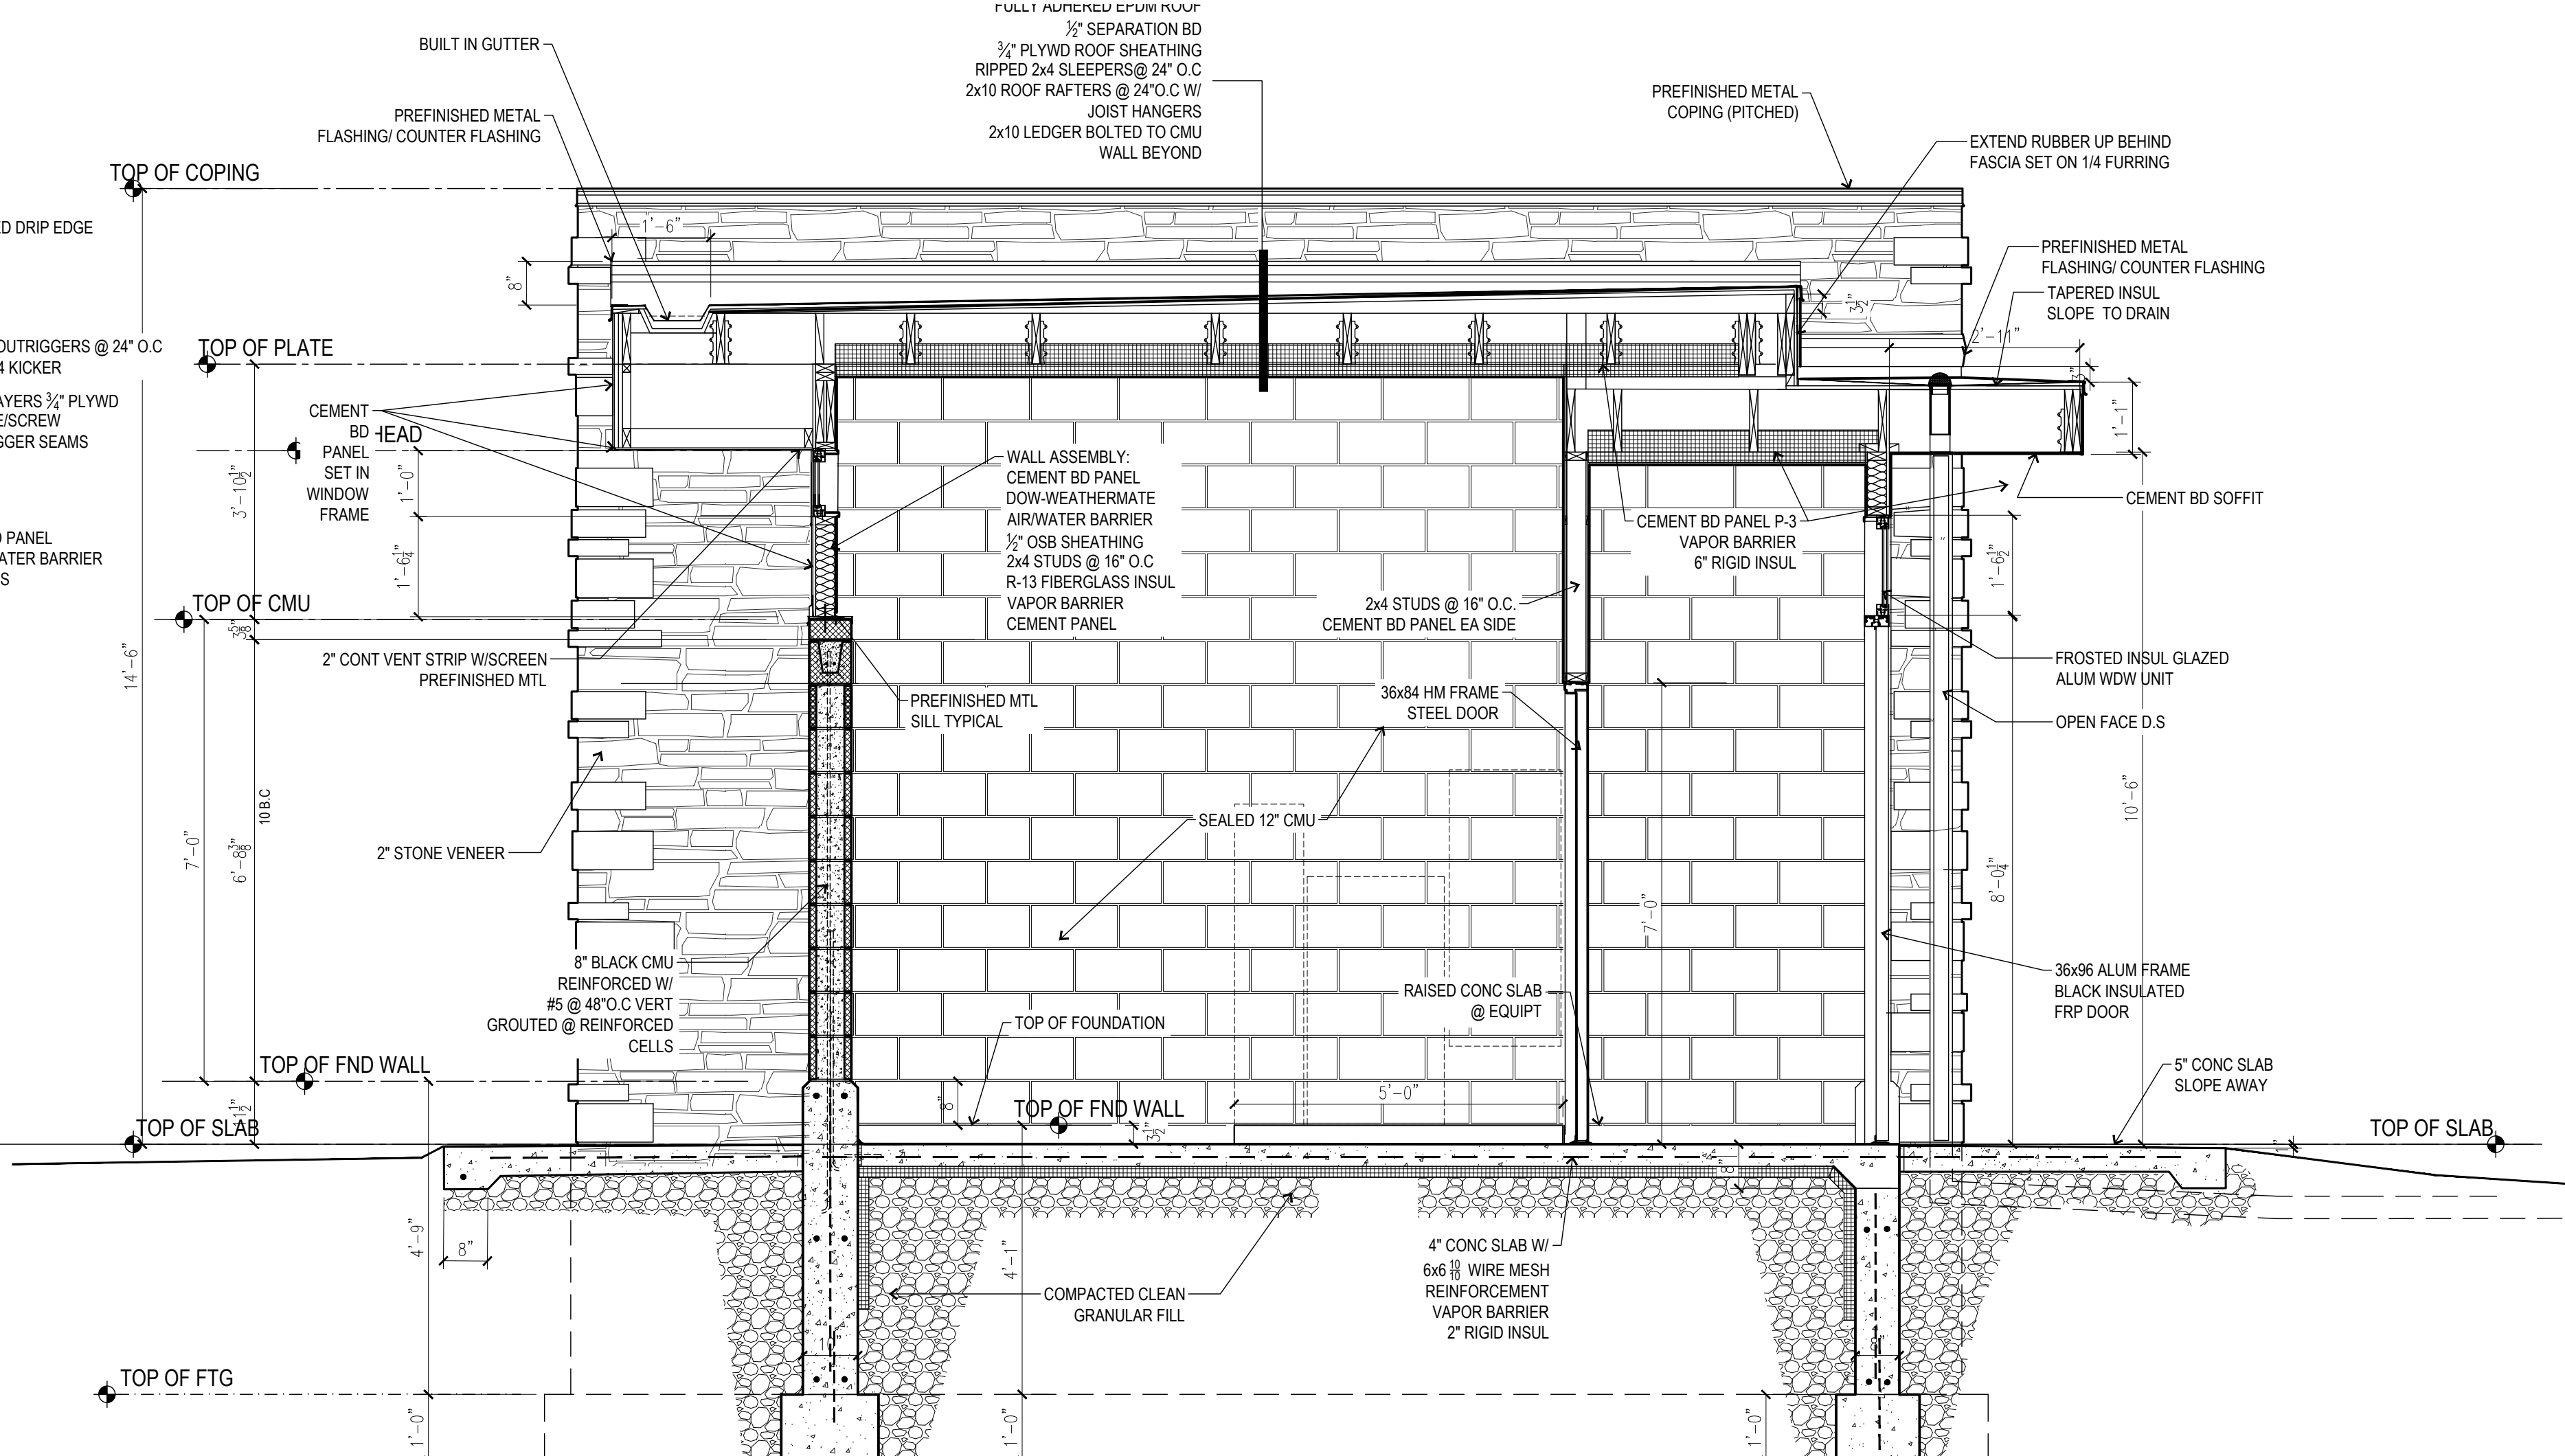 FULLY ADHERED EPDM ROOF
½" SEPARATION BD
¾" PLYWD ROOF SHEATHING
RIPPED 2x4 SLEEPERS@ 24" O.C
2x10 ROOF RAFTERS @ 24"O.C W/
JOIST HANGERS
2x10 LEDGER BOLTED TO CMU
WALL BEYOND
BUILT IN GUTTER
PREFINISHED METAL
FLASHING/ COUNTER FLASHING
PREFINISHED METAL
COPING (PITCHED)
EXTEND RUBBER UP BEHIND
FASCIA SET ON 1/4 FURRING
TOP OF COPING
D DRIP EDGE
1'-6"
8"
PREFINISHED METAL
FLASHING/ COUNTER FLASHING
TAPERED INSUL
SLOPE TO DRAIN
3½"
2'-11"
3"
1'-1"
OUTRIGGERS @ 24" O.C
4 KICKER
TOP OF PLATE
AYERS ¾" PLYWD
E/SCREW
GGER SEAMS
CEMENT
BD
PANEL
SET IN
WINDOW
FRAME
HEAD
3'-10½"
1'-0"
1'-6¼"
WALL ASSEMBLY:
CEMENT BD PANEL
DOW-WEATHERMATE
AIR/WATER BARRIER
½" OSB SHEATHING
2x4 STUDS @ 16" O.C
R-13 FIBERGLASS INSUL
VAPOR BARRIER
CEMENT PANEL
CEMENT BD SOFFIT
CEMENT BD PANEL P-3
VAPOR BARRIER
6" RIGID INSUL
1'-6½"
PANEL
ATER BARRIER
S
TOP OF CMU
3⅝"
2x4 STUDS @ 16" O.C.
CEMENT BD PANEL EA SIDE
14'-6"
2" CONT VENT STRIP W/SCREEN
PREFINISHED MTL
PREFINISHED MTL
SILL TYPICAL
36x84 HM FRAME
STEEL DOOR
FROSTED INSUL GLAZED
ALUM WDW UNIT
OPEN FACE D.S
10'-6"
7'-0"
6'-8⅜"
10 B.C
2" STONE VENEER
SEALED 12" CMU
7'-0"
8'-0¼"
8" BLACK CMU
REINFORCED W/
#5 @ 48"O.C VERT
GROUTED @ REINFORCED
CELLS
TOP OF FOUNDATION
RAISED CONC SLAB
@ EQUIPT
36x96 ALUM FRAME
BLACK INSULATED
FRP DOOR
TOP OF FND WALL
11½"
8"
TOP OF FND WALL
3½"
5'-0"
5" CONC SLAB
SLOPE AWAY
TOP OF SLAB
TOP OF SLAB
1"
8"
4'-9"
8"
4'-1"
COMPACTED CLEAN
GRANULAR FILL
4" CONC SLAB W/
6x6 10/10 WIRE MESH
REINFORCEMENT
VAPOR BARRIER
2" RIGID INSUL
10"
8"
TOP OF FTG
1'-0"
1'-0"
1'-0"